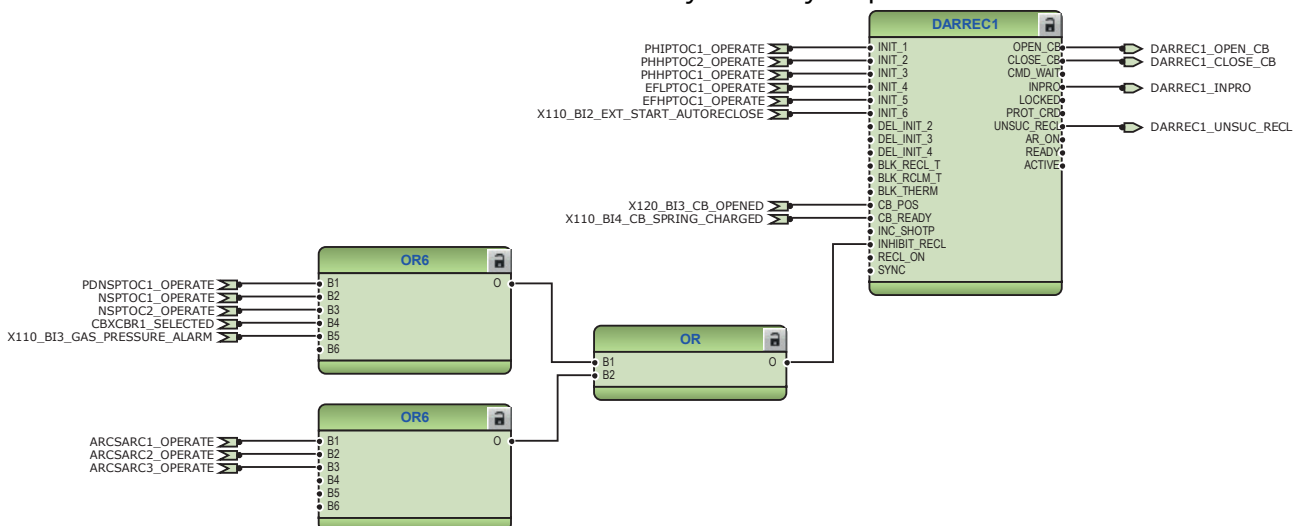 DARREC1
PHIPTOC1_OPERATE INIT_1 OPEN_CB DARREC1_OPEN_CB
PHHPTOC2_OPERATE INIT_2 CLOSE_CB DARREC1_CLOSE_CB
PHHPTOC1_OPERATE INIT_3 CMD_WAIT
EFLPTOC1_OPERATE INIT_4 INPRO DARREC1_INPRO
EFHPTOC1_OPERATE INIT_5 LOCKED
X110_BI2_EXT_START_AUTORECLOSE INIT_6 PROT_CRD
DEL_INIT_2 UNSUC_RECL DARREC1_UNSUC_RECL
DEL_INIT_3 AR_ON
DEL_INIT_4 READY
BLK_RECL_T ACTIVE
BLK_RCLM_T
BLK_THERM
X120_BI3_CB_OPENED CB_POS
X110_BI4_CB_SPRING_CHARGED CB_READY
INC_SHOTP
INHIBIT_RECL
RECL_ON
SYNC
OR6
PDNSPTOC1_OPERATE B1 O
NSPTOC1_OPERATE B2
NSPTOC2_OPERATE B3
CBXCBR1_SELECTED B4
X110_BI3_GAS_PRESSURE_ALARM B5
B6
OR
B1 O
B2
OR6
ARCSARC1_OPERATE B1 O
ARCSARC2_OPERATE B2
ARCSARC3_OPERATE B3
B4
B5
B6